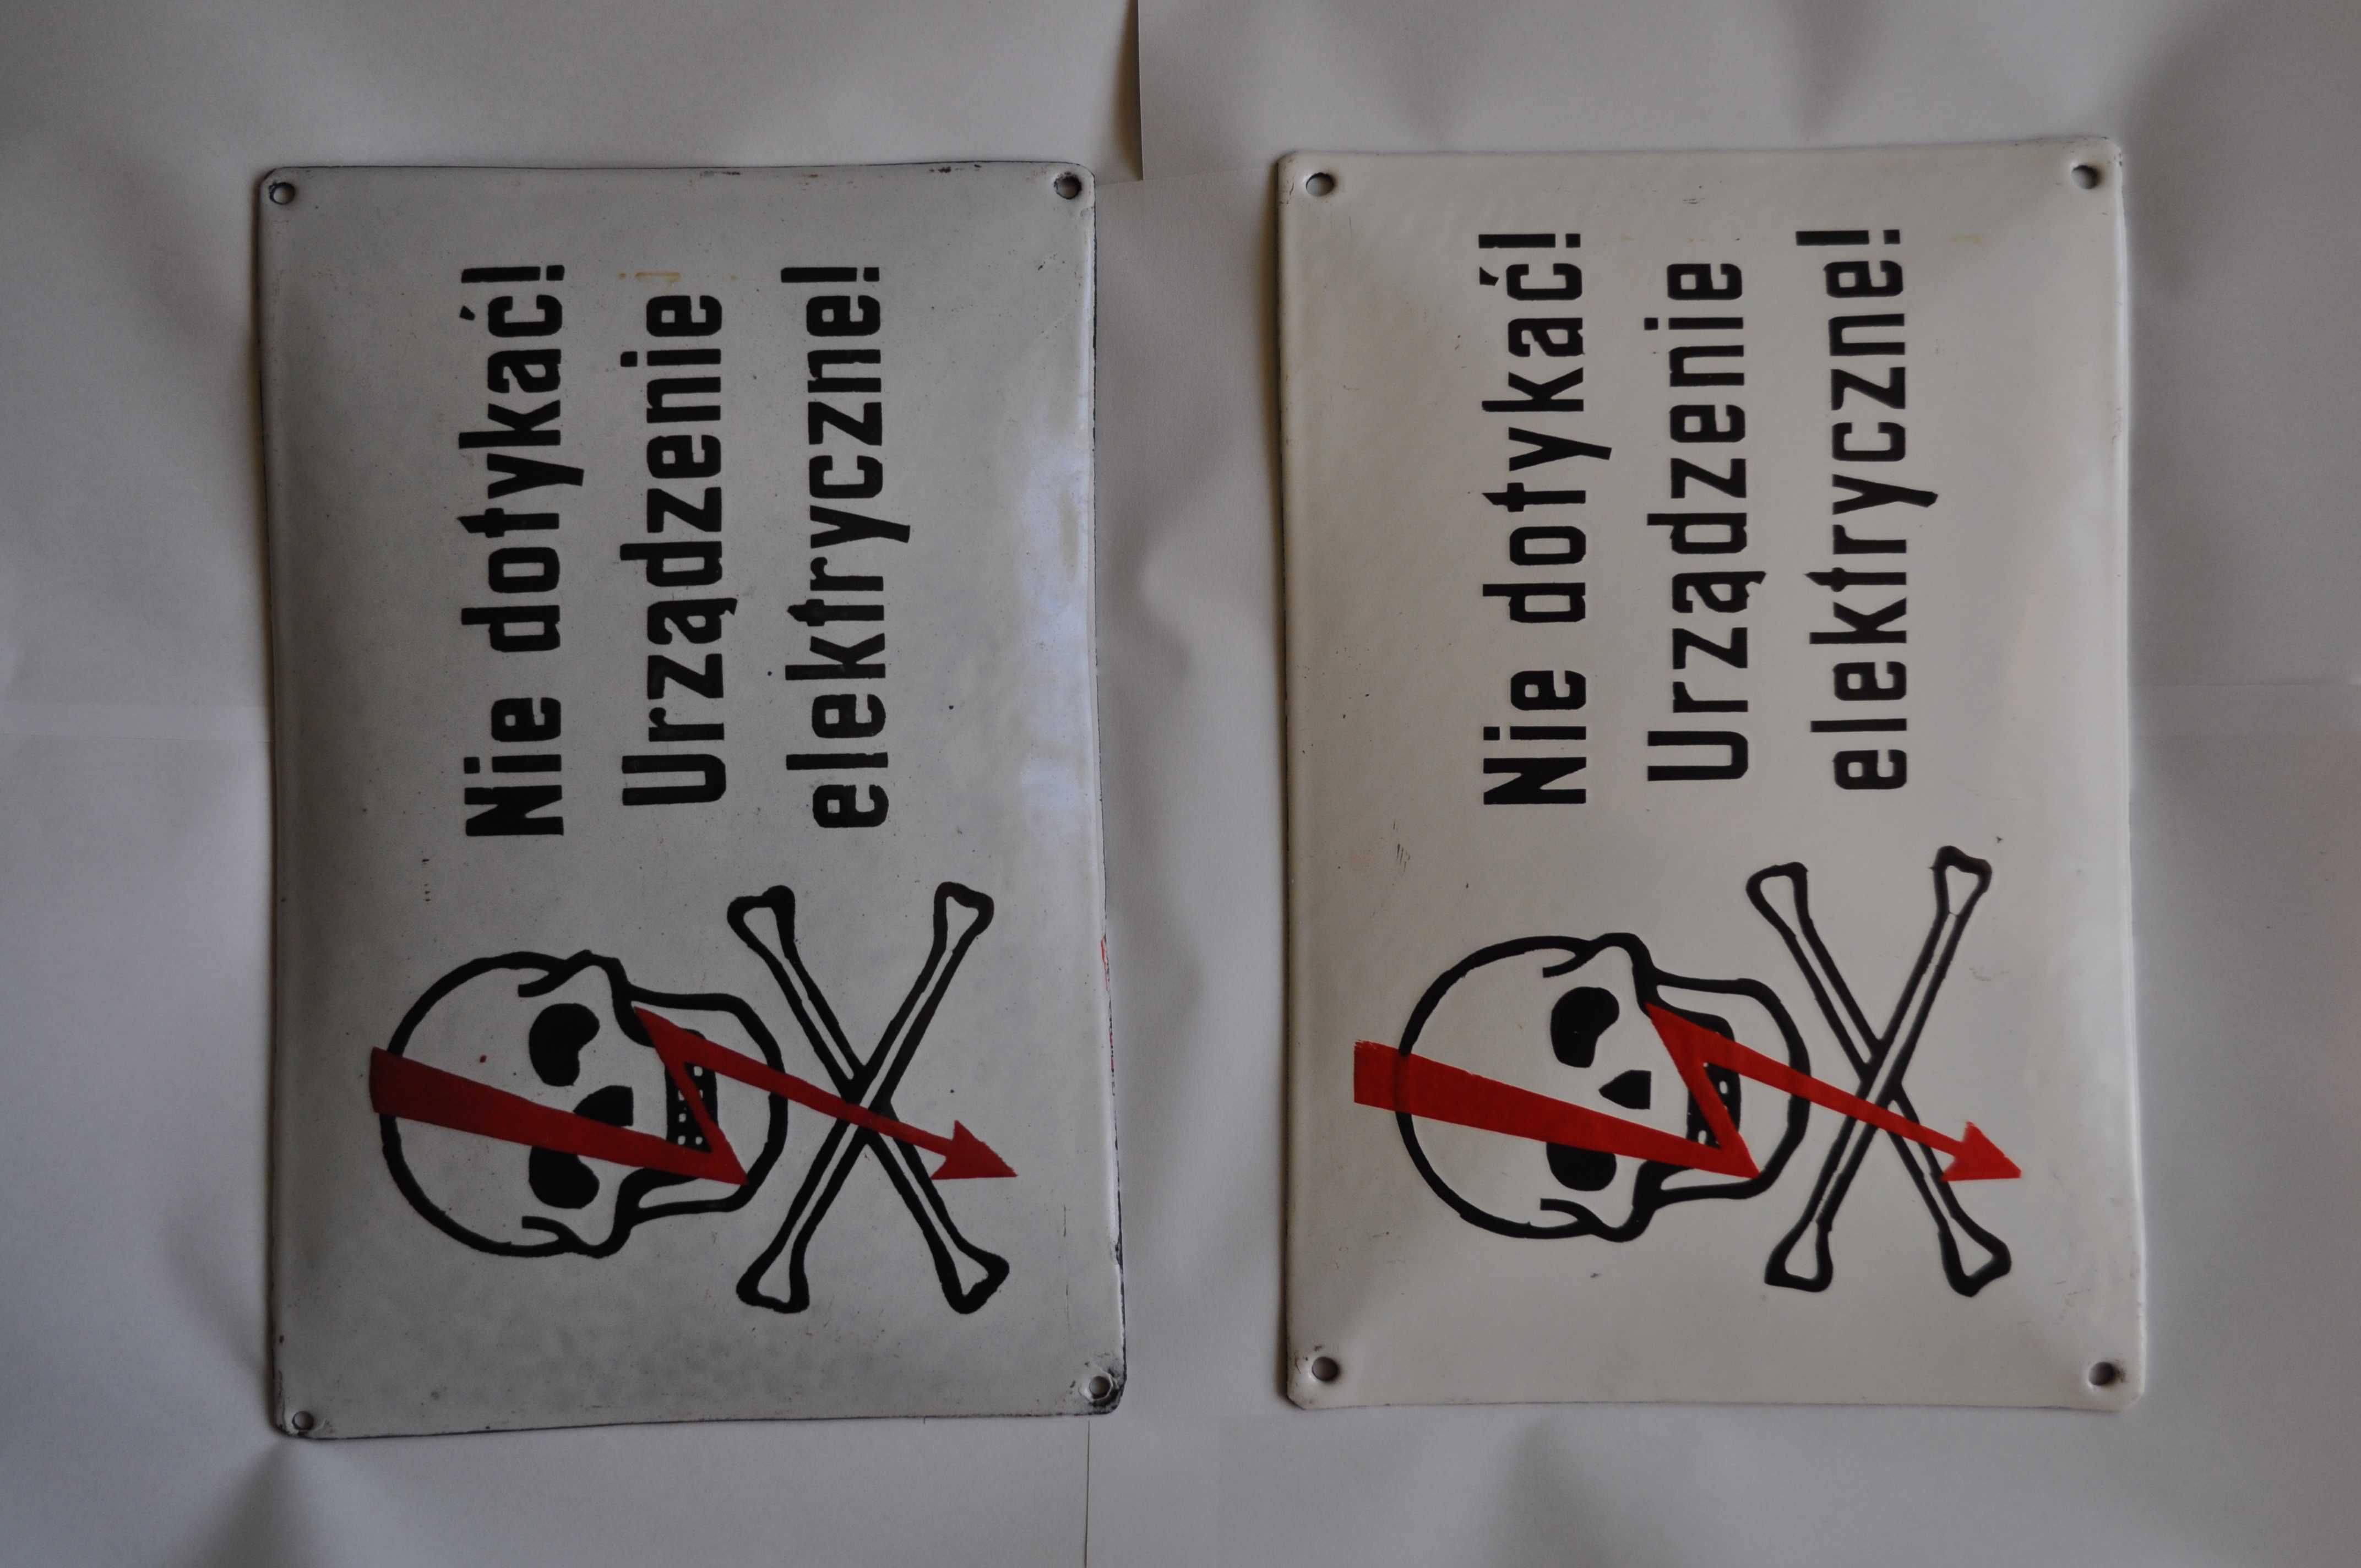 Nie dotykać!
Urządzenie
elektryczne!
Nie dotykać!
Urządzenie
elektryczne!